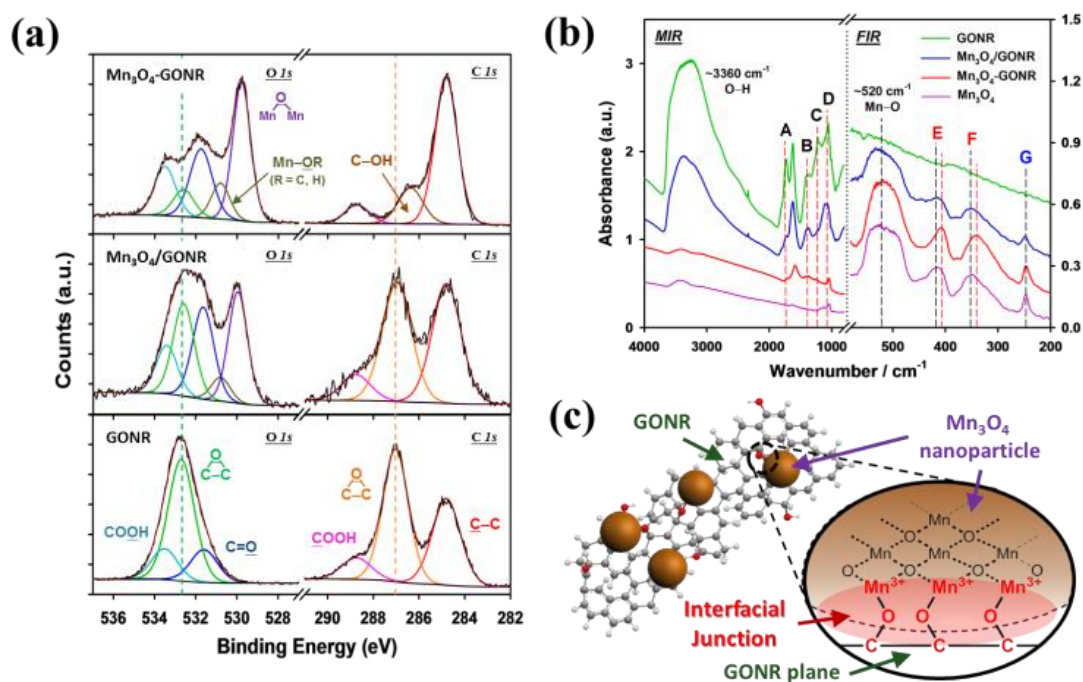 (a)
Mn₃O₄-GONR
O 1s
C 1s
O
Mn Mn
Mn–OR
(R = C, H)
C–OH
Mn₃O₄/GONR
O 1s
C 1s
GONR
O 1s
C 1s
O
C–C
COOH
C=O
O
C–C
COOH
C–C
Counts (a.u.)
536 534 532 530 528 290 288 286 284 282
Binding Energy (eV)
(b)
MIR
FIR
GONR
Mn₃O₄/GONR
Mn₃O₄-GONR
Mn₃O₄
~3360 cm⁻¹
O–H
~520 cm⁻¹
Mn–O
A
B
C
D
E
F
G
Absorbance (a.u.)
3
2
1
0
1.5
1.2
0.9
0.6
0.3
0.0
4000 3000 2000 1000 500 400 300 200
Wavenumber / cm⁻¹
(c)
GONR
Mn₃O₄
nanoparticle
Mn
O O
Mn Mn Mn
O O O O
Mn³⁺ Mn³⁺ Mn³⁺
O O O
C C C
Interfacial
Junction
GONR plane